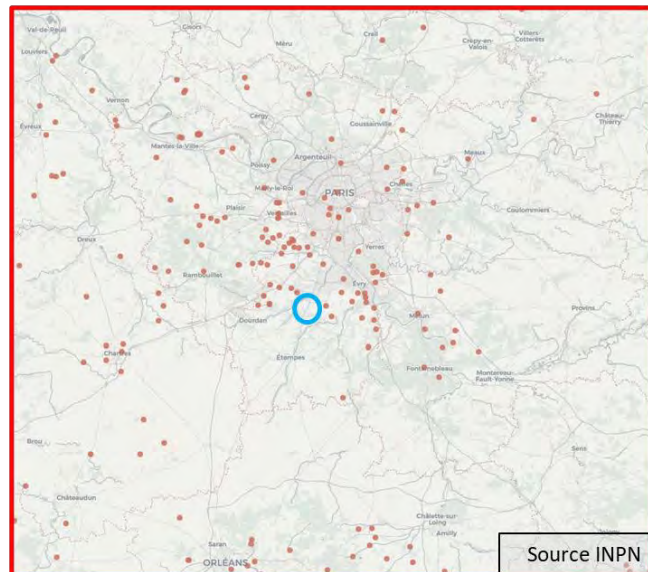 Val-de-Reuil
Gisors
Creil
Villers-
Cotterêts
Louviers
Méru
Crépy-en-
Valois
Vernon
Cergy
Château-
Thierry
Évreux
Coussainville
Mantes-la-Ville
Poissy
Argenteuil
Meaux
Marly-le-Roi
PARIS
Chelles
Plaisir
Versailles
Coulommiers
Dreux
Yerres
Rambouillet
Évry
Provins
Dourdan
Melun
Chartres
Étampes
Fontainebleau
Montereau-
Fault-Yonne
Brou
Sens
Châteaudun
Châlette-sur-
Loing
Saran
Amilly
ORLÉANS
Source INPN